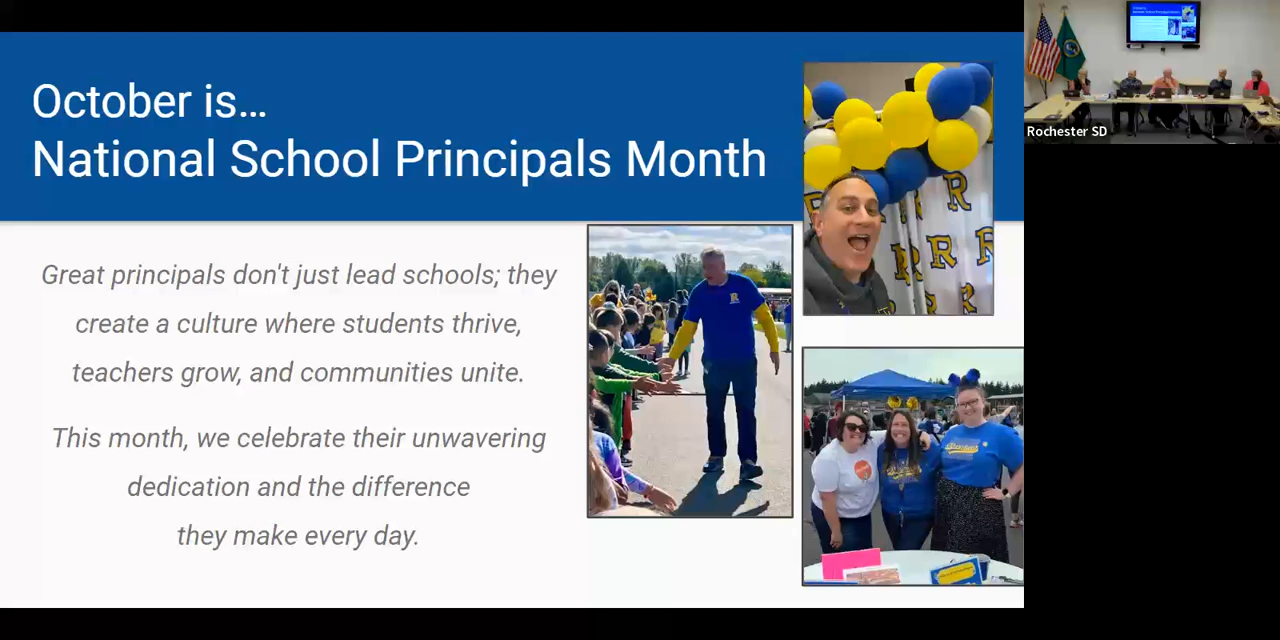 October is…
National School Principals Month
Great principals don't just lead schools; they
create a culture where students thrive,
teachers grow, and communities unite.
This month, we celebrate their unwavering
dedication and the difference
they make every day.
R
R
R
R
R
Rochester SD